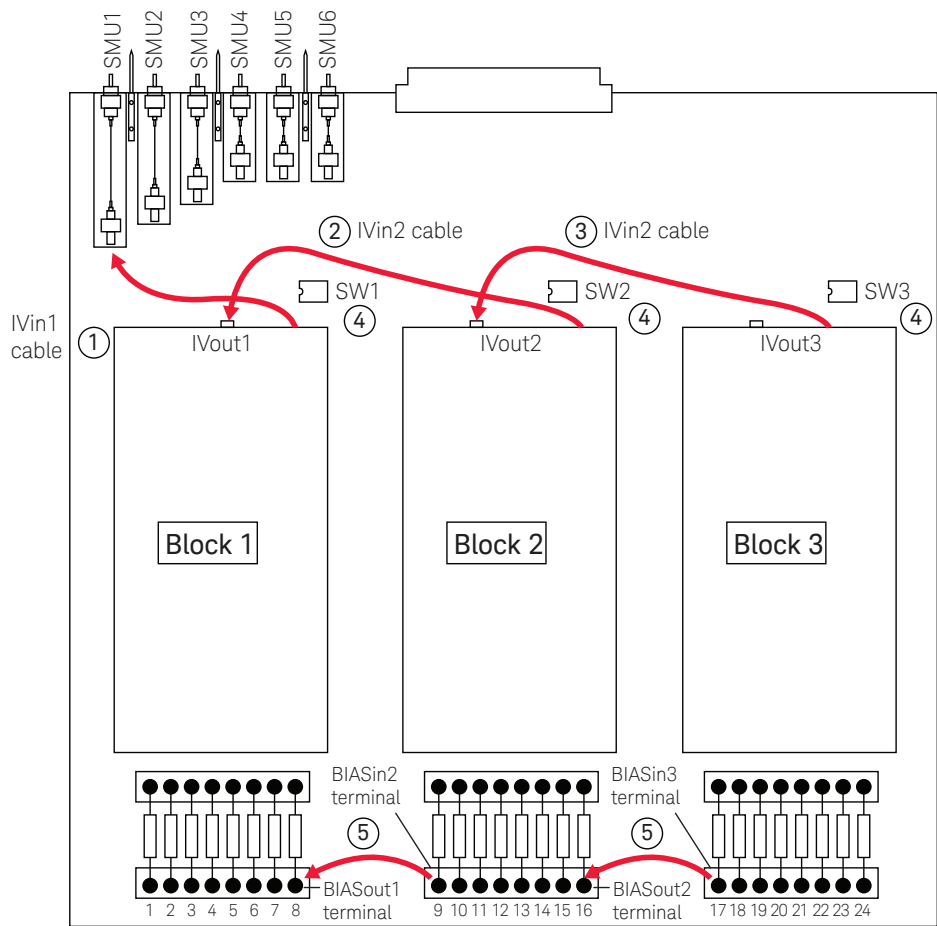 SMU1
SMU2
SMU3
SMU4
SMU5
SMU6
2 IVin2 cable
3 IVin2 cable
SW1
SW2
SW3
4
4
4
IVin1
cable
1
IVout1
IVout2
IVout3
Block 1
Block 2
Block 3
BIASin2
terminal
BIASin3
terminal
5
5
BIASout1
terminal
BIASout2
terminal
1 2 3 4 5 6 7 8
9 10 11 12 13 14 15 16
17 18 19 20 21 22 23 24